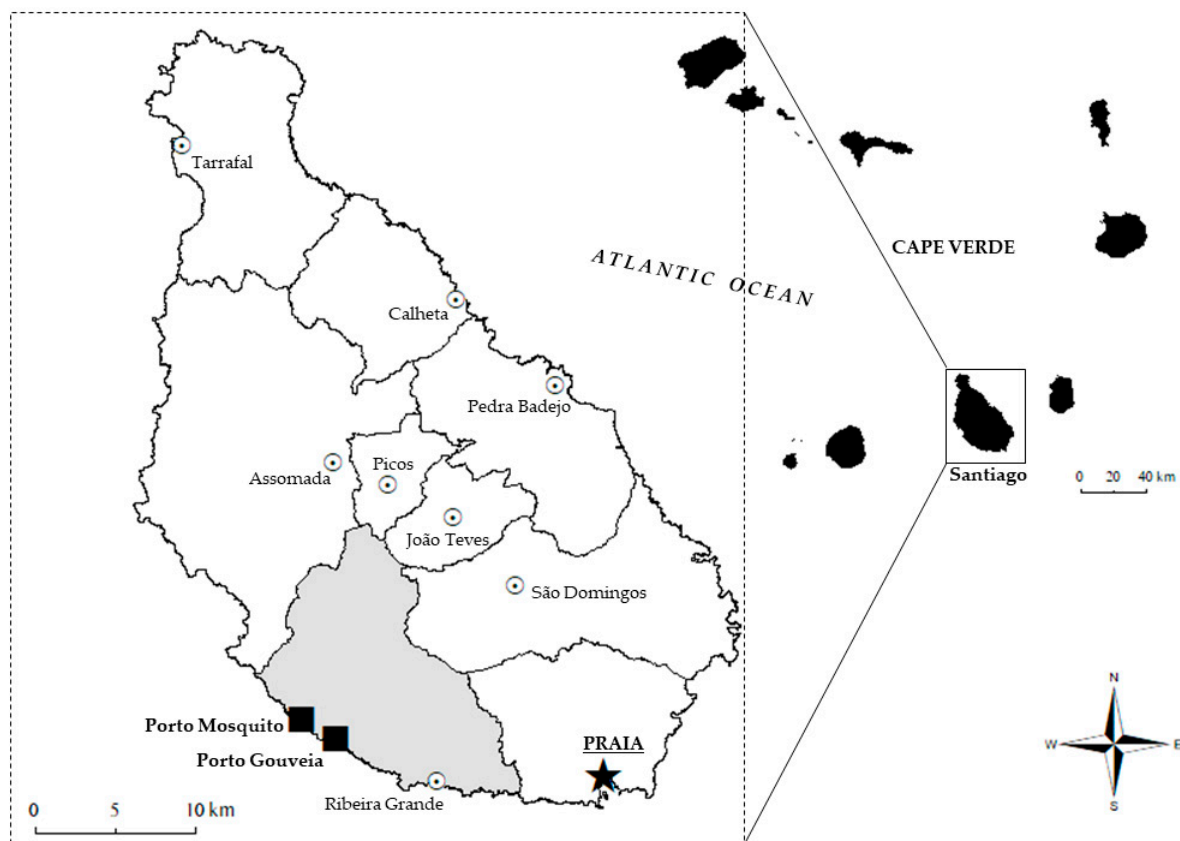 Tarrafal
ATLANTIC OCEAN
CAPE VERDE
Calheta
Pedra Badejo
Assomada
Picos
Santiago
0 20 40 km
João Teves
São Domingos
N
W E
S
Porto Mosquito
Porto Gouveia
PRAIA
Ribeira Grande
0 5 10 km